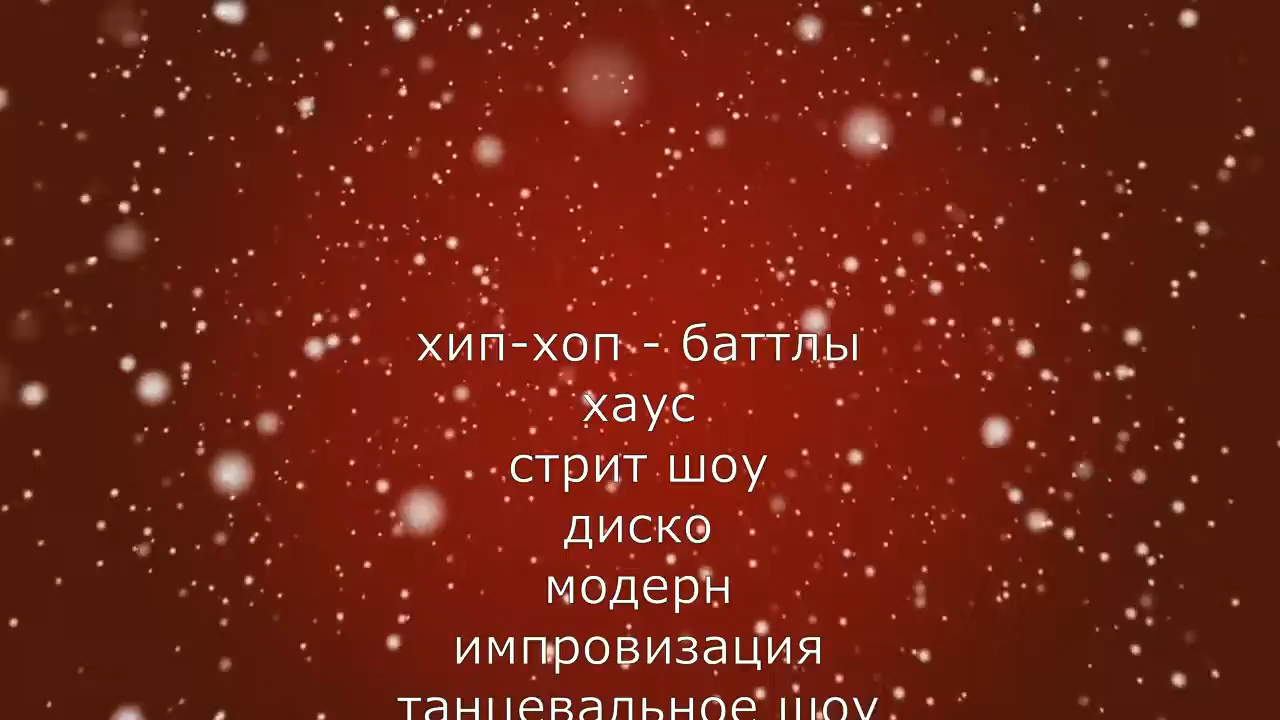 хип-хоп - баттлы
хаус
стрит шоу
диско
модерн
импровизация
танцевальное шоу